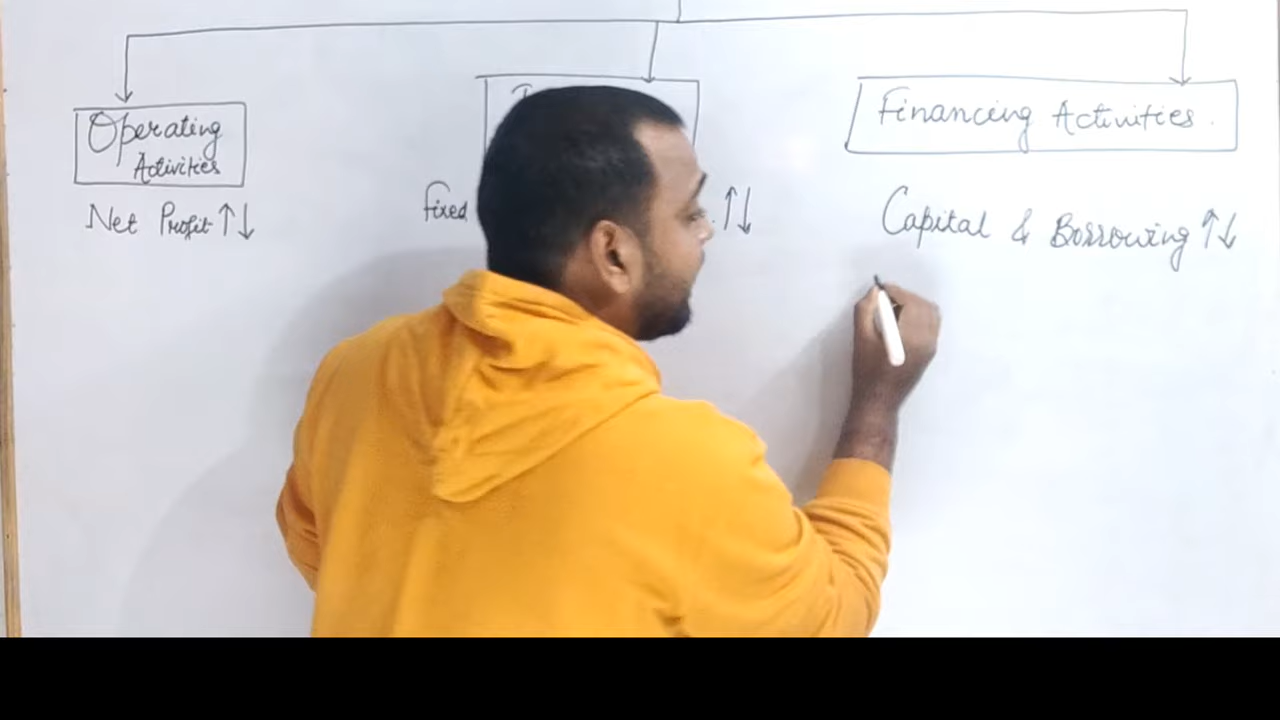 Operating
Activities
Net Profit ↑↓
fixed
↑↓
Financing Activities.
Capital & Borrowing ↑↓